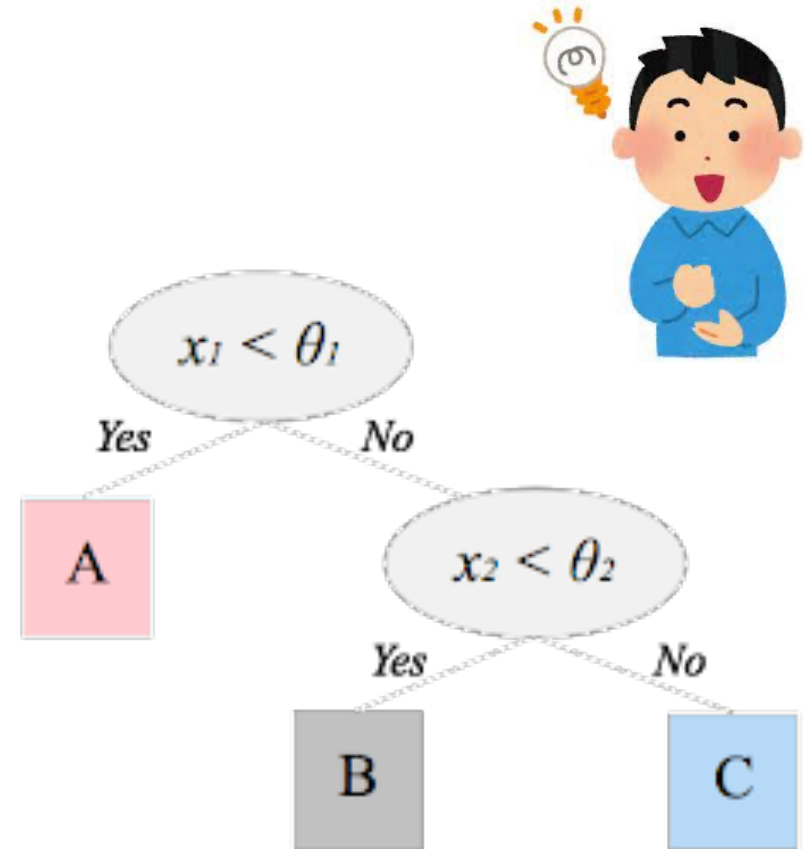 x₁ < θ₁
Yes No
A
x₂ < θ₂
Yes No
B C